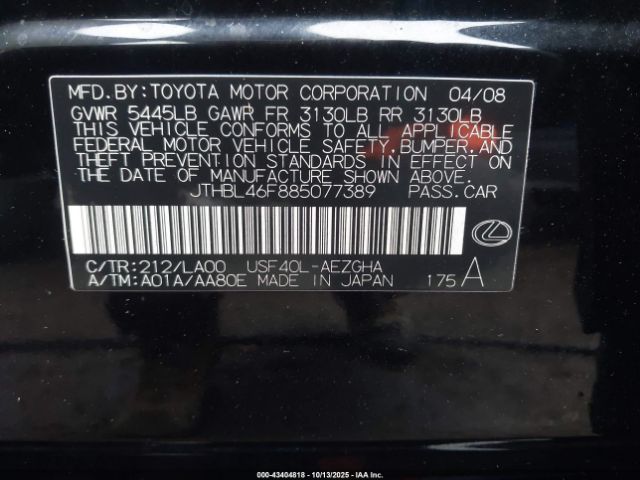 MFD. BY: TOYOTA MOTOR CORPORATION 04/08
GVWR 5445LB GAWR FR 3130LB RR 3130LB
THIS VEHICLE CONFORMS TO ALL APPLICABLE
FEDERAL MOTOR VEHICLE SAFETY, BUMPER, AND
THEFT PREVENTION STANDARDS IN EFFECT ON
THE DATE OF MANUFACTURE SHOWN ABOVE.
JTHBL46F885077389 PASS. CAR
C/TR: 212/LA00 USF40L-AEZGHA
A/TM: A01A/AA80E MADE IN JAPAN 175 A
000-43404818 - 10/13/2025 - IAAI.COM